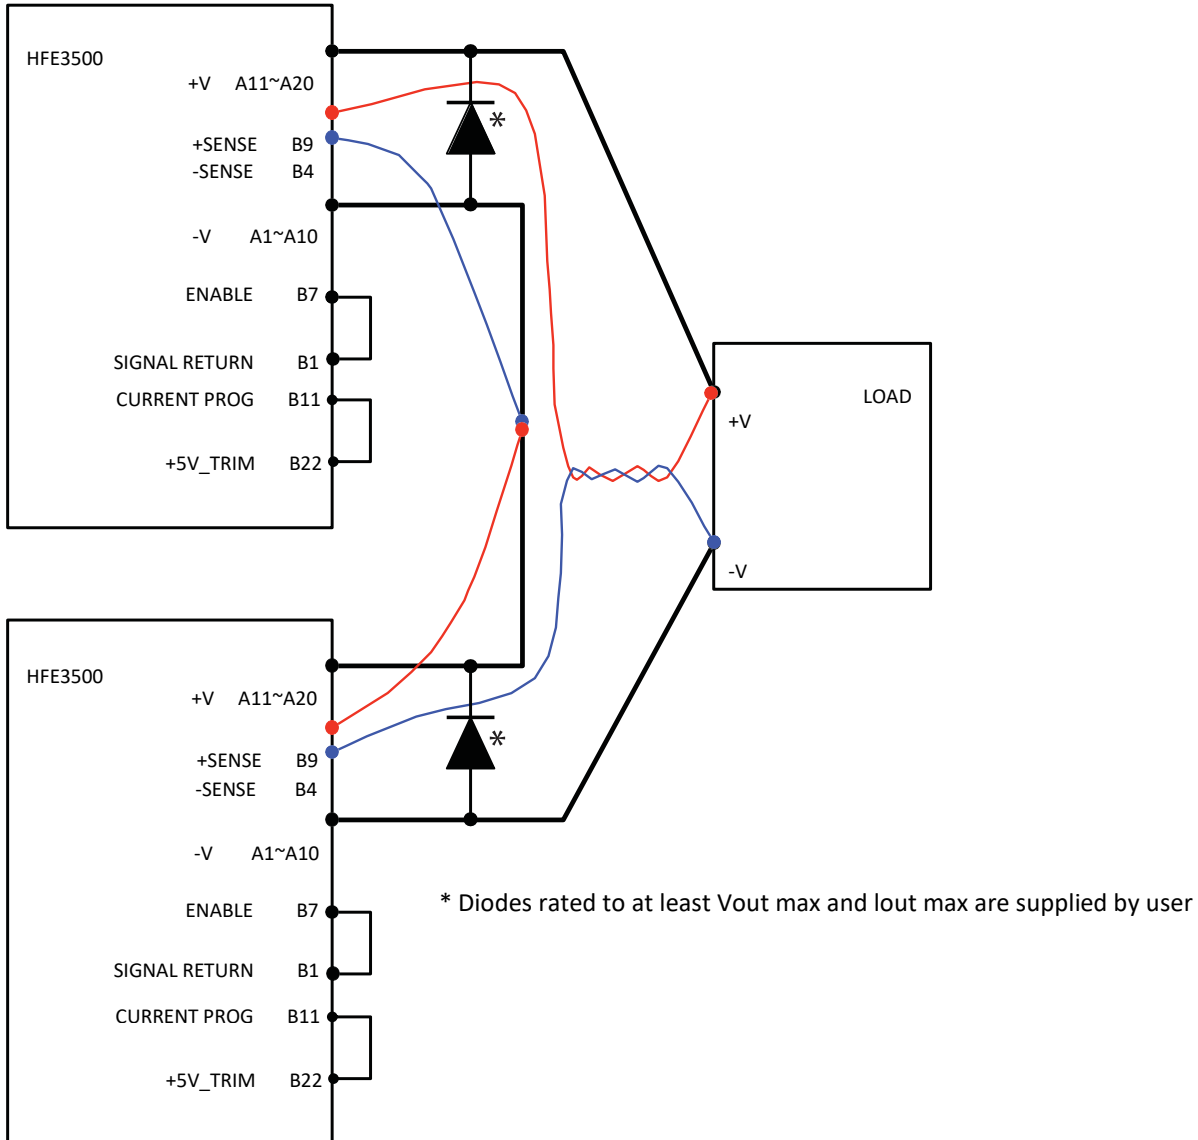 HFE3500
+V A11~A20
*
+SENSE B9
-SENSE B4
-V A1~A10
ENABLE B7
SIGNAL RETURN B1
CURRENT PROG B11
+5V_TRIM B22
LOAD
+V
-V
HFE3500
+V A11~A20
*
+SENSE B9
-SENSE B4
-V A1~A10
ENABLE B7
SIGNAL RETURN B1
CURRENT PROG B11
+5V_TRIM B22
* Diodes rated to at least Vout max and Iout max are supplied by user